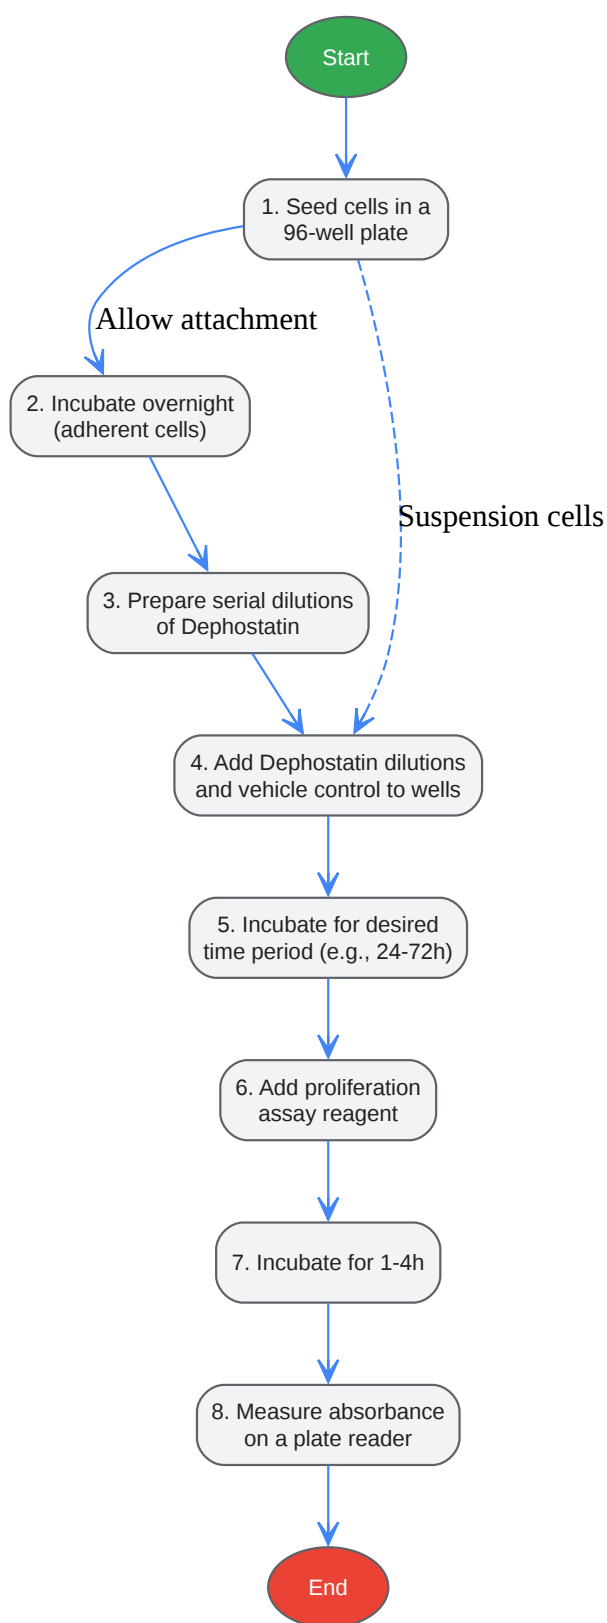 Start
1. Seed cells in a
96-well plate
Allow attachment
2. Incubate overnight
(adherent cells)
Suspension cells
3. Prepare serial dilutions
of Dephostatin
4. Add Dephostatin dilutions
and vehicle control to wells
5. Incubate for desired
time period (e.g., 24-72h)
6. Add proliferation
assay reagent
7. Incubate for 1-4h
8. Measure absorbance
on a plate reader
End